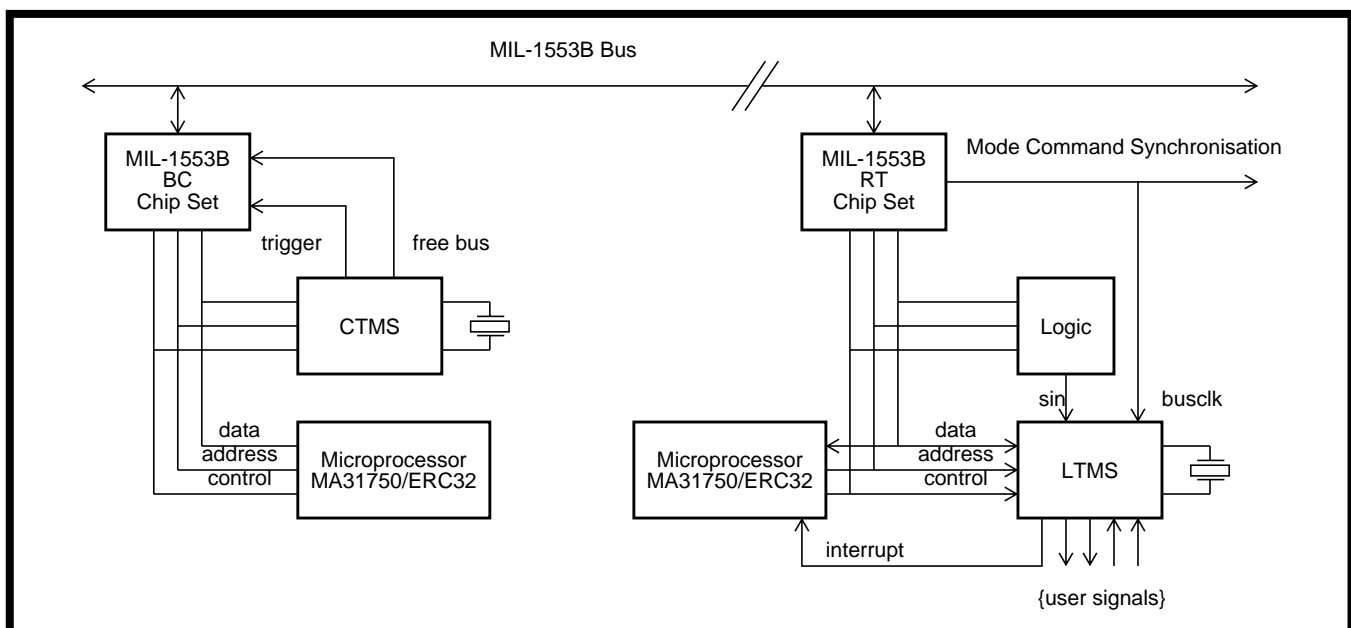 MIL-1553B Bus
MIL-1553B
BC
Chip Set
trigger
free bus
CTMS
data
address
control
Microprocessor
MA31750/ERC32
MIL-1553B
RT
Chip Set
Mode Command Synchronisation
Logic
sin
busclk
Microprocessor
MA31750/ERC32
data
address
control
LTMS
interrupt
{user signals}